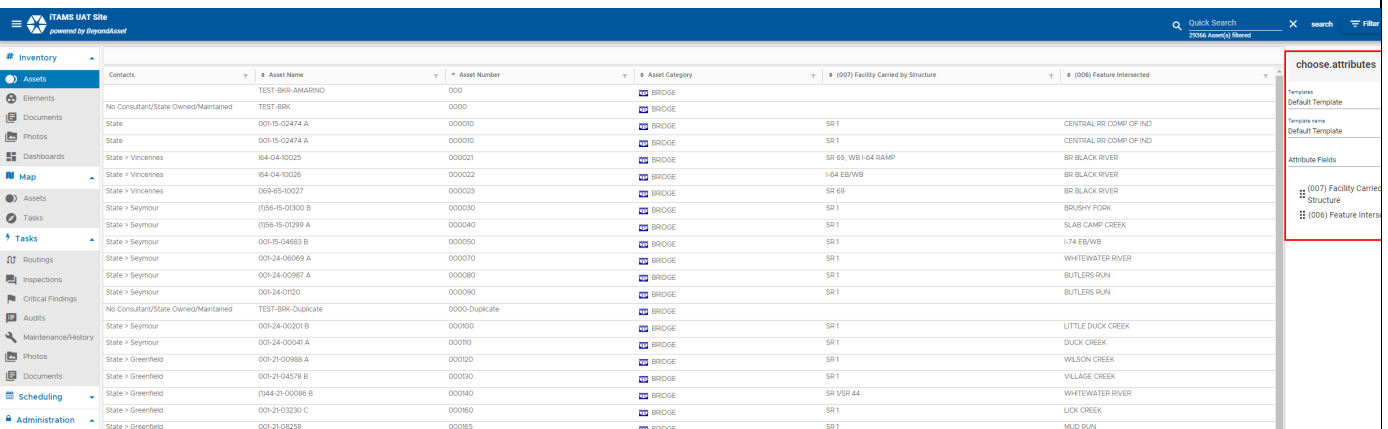 iTAMS UAT Site
powered by BeyondAsset
Quick Search
29366 Asset(s) filtered
search
Filter
# Inventory
Assets
Elements
Documents
Photos
Dashboards
Map
Assets
Tasks
Tasks
Routings
Inspections
Critical Findings
Audits
Maintenance/History
Photos
Documents
Scheduling
Administration
Contacts Asset Name Asset Number Asset Category (007) Facility Carried by Structure (006) Feature Intersected
TEST-BKR-AMARINO 000 BRIDGE
No Consultant/State Owned/Maintained TEST-BRK 0000 BRIDGE
State 001-15-02474 A 000010 BRIDGE SR 1 CENTRAL RR COMP OF IND
State 001-15-02474 A 000010 BRIDGE SR 1 CENTRAL RR COMP OF IND
State > Vincennes I64-04-10025 000021 BRIDGE SR 69, WB I-64 RAMP BR BLACK RIVER
State > Vincennes I64-04-10026 000022 BRIDGE I-64 EB/WB BR BLACK RIVER
State > Vincennes 069-65-10027 000023 BRIDGE SR 69 BR BLACK RIVER
State > Seymour (1)56-15-01300 B 000030 BRIDGE SR 1 BRUSHY FORK
State > Seymour (1)56-15-01299 A 000040 BRIDGE SR 1 SLAB CAMP CREEK
State > Seymour 001-15-04683 B 000050 BRIDGE SR 1 I-74 EB/WB
State > Seymour 001-24-06069 A 000070 BRIDGE SR 1 WHITEWATER RIVER
State > Seymour 001-24-00987 A 000080 BRIDGE SR 1 BUTLERS RUN
State > Seymour 001-24-01120 000090 BRIDGE SR 1 BUTLERS RUN
No Consultant/State Owned/Maintained TEST-BRK-Duplicate 0000-Duplicate BRIDGE
State > Seymour 001-24-00201 B 000100 BRIDGE SR 1 LITTLE DUCK CREEK
State > Seymour 001-24-00041 A 000110 BRIDGE SR 1 DUCK CREEK
State > Greenfield 001-21-00988 A 000120 BRIDGE SR 1 WILSON CREEK
State > Greenfield 001-21-04578 B 000130 BRIDGE SR 1 VILLAGE CREEK
State > Greenfield (1)44-21-00086 B 000140 BRIDGE SR 1/SR 44 WHITEWATER RIVER
State > Greenfield 001-21-03230 C 000160 BRIDGE SR 1 LICK CREEK
State > Greenfield 001-21-08258 000165 BRIDGE SR 1 MUD RUN
choose.attributes
Templates
Default Template
Template name
Default Template
Attribute Fields
(007) Facility Carried
Structure
(006) Feature Interse